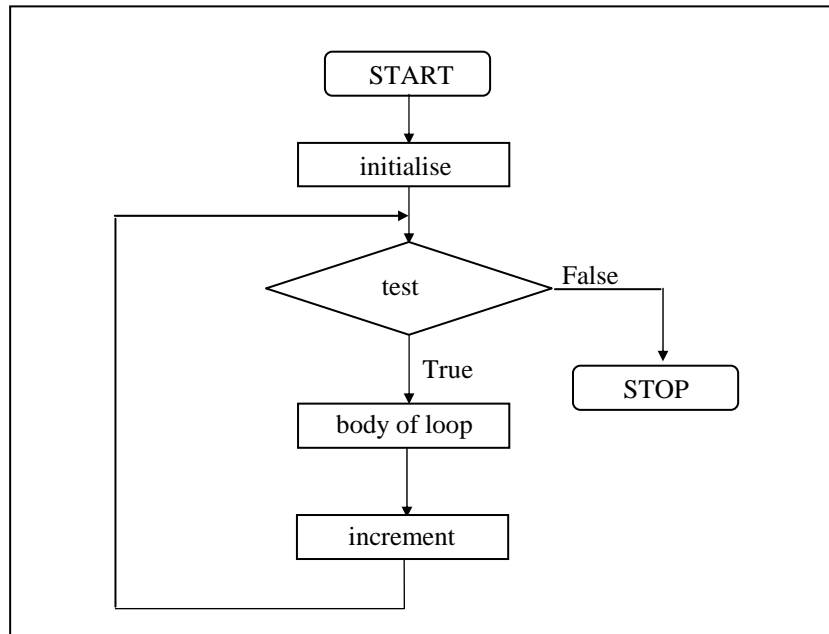 START
initialise
test
False
True
STOP
body of loop
increment